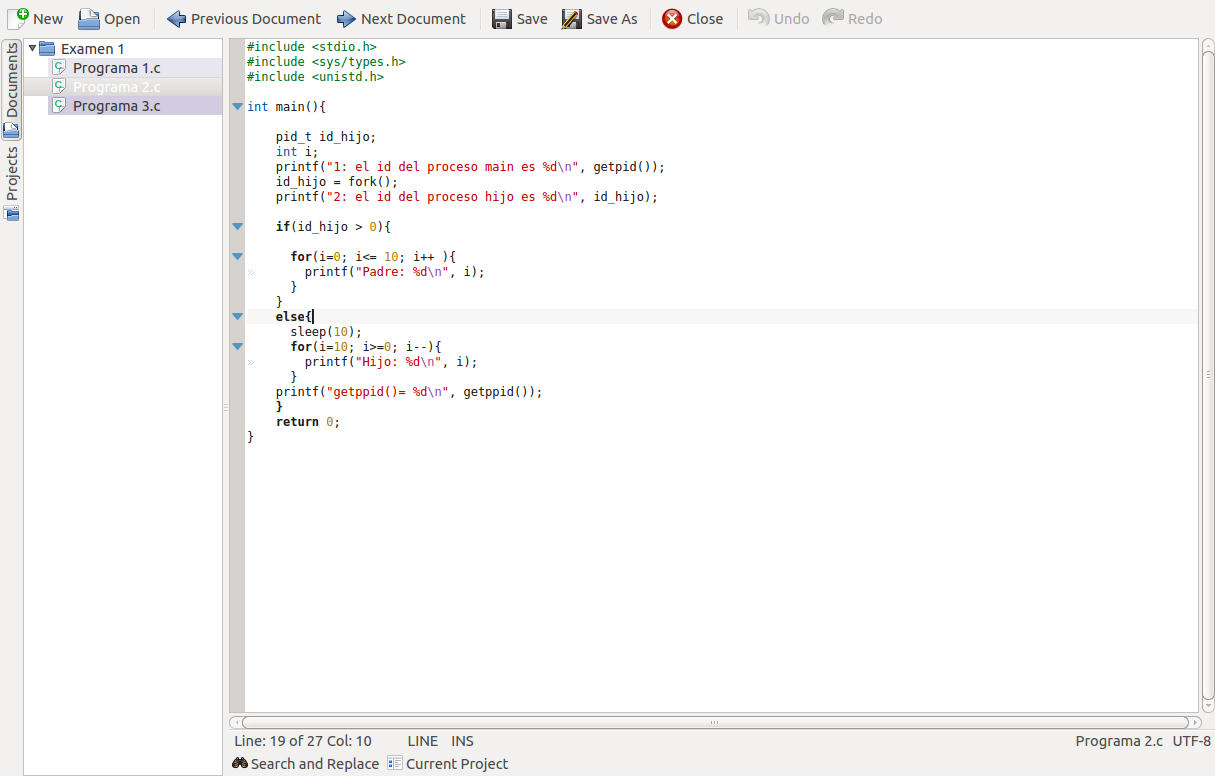 New Open Previous Document Next Document Save Save As Close Undo Redo
Documents
Projects
Examen 1
Programa 1.c
Programa 2.c
Programa 3.c
#include <stdio.h>
#include <sys/types.h>
#include <unistd.h>
int main(){
pid_t id_hijo;
int i;
printf("1: el id del proceso main es %d\n", getpid());
id_hijo = fork();
printf("2: el id del proceso hijo es %d\n", id_hijo);
if(id_hijo > 0){
for(i=0; i<= 10; i++ ){
printf("Padre: %d\n", i);
}
}
else{
sleep(10);
for(i=10; i>=0; i--){
printf("Hijo: %d\n", i);
}
printf("getppid()= %d\n", getppid());
}
return 0;
}
Line: 19 of 27 Col: 10 LINE INS Programa 2.c UTF-8
Search and Replace Current Project